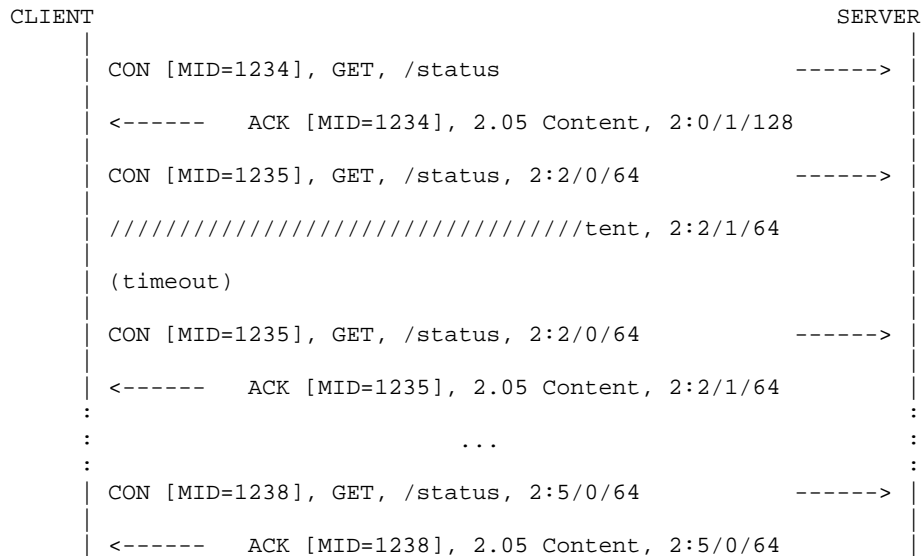 CLIENT                                                     SERVER
|                                                          |
| CON [MID=1234], GET, /status                     ------> |
|                                                          |
| <------   ACK [MID=1234], 2.05 Content, 2:0/1/128        |
|                                                          |
| CON [MID=1235], GET, /status, 2:2/0/64           ------> |
|                                                          |
| //////////////////////////////////tent, 2:2/1/64         |
|                                                          |
| (timeout)                                                |
|                                                          |
| CON [MID=1235], GET, /status, 2:2/0/64           ------> |
|                                                          |
| <------   ACK [MID=1235], 2.05 Content, 2:2/1/64         |
:                                                          :
:                          ...                             :
:                                                          :
| CON [MID=1238], GET, /status, 2:5/0/64           ------> |
|                                                          |
| <------   ACK [MID=1238], 2.05 Content, 2:5/0/64         |